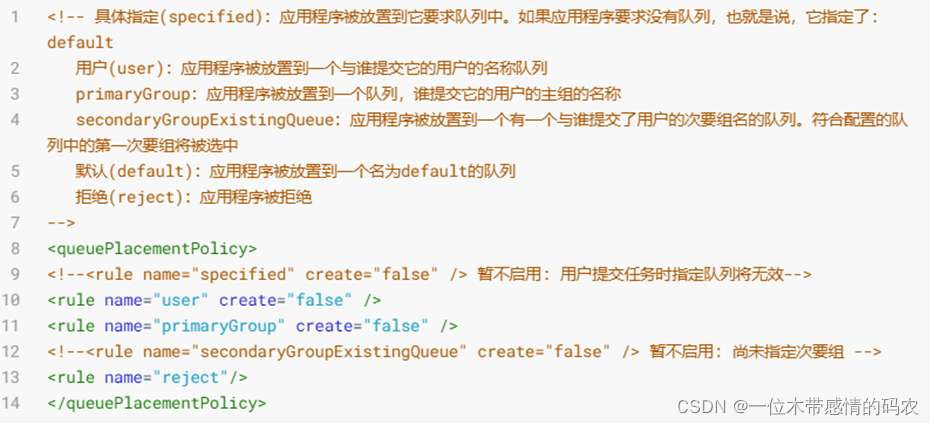 1 <!-- 具体指定(specified)：应用程序被放置到它要求队列中。如果应用程序要求没有队列，也就是说，它指定了：
default
2 用户(user)：应用程序被放置到一个与谁提交它的用户的名称队列
3 primaryGroup：应用程序被放置到一个队列，谁提交它的用户的主组的名称
4 secondaryGroupExistingQueue：应用程序被放置到一个有一个与谁提交了用户的次要组名的队列。符合配置的队
列中的第一次要组将被选中
5 默认(default)：应用程序被放置到一个名为default的队列
6 拒绝(reject)：应用程序被拒绝
7 -->
8 <queuePlacementPolicy>
9 <!--<rule name="specified" create="false" /> 暂不启用：用户提交任务时指定队列将无效-->
10 <rule name="user" create="false" />
11 <rule name="primaryGroup" create="false" />
12 <!--<rule name="secondaryGroupExistingQueue" create="false" /> 暂不启用：尚未指定次要组 -->
13 <rule name="reject"/>
14 </queuePlacementPolicy>
CSDN @一位木带感情的码农